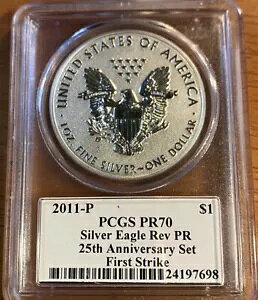 UNITED STATES OF AMERICA
1 OZ. FINE SILVER~ONE DOLLAR
2011-P $1
PCGS PR70
Silver Eagle Rev PR
25th Anniversary Set
First Strike
24197698